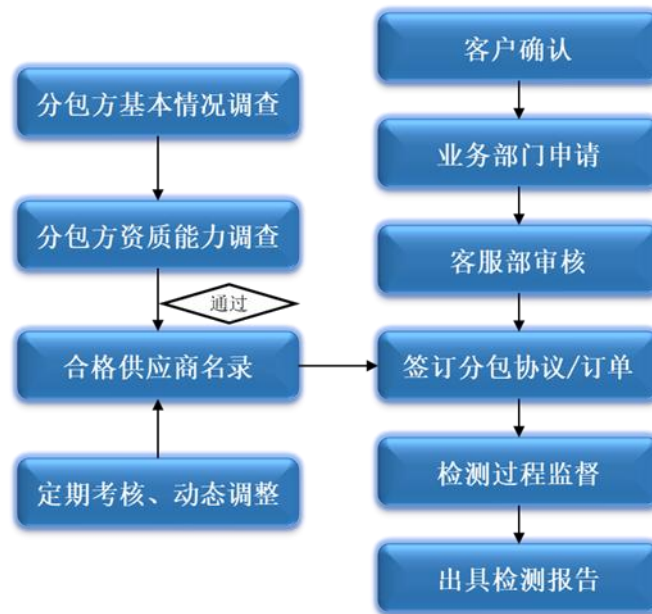 客户确认
分包方基本情况调查
业务部门申请
分包方资质能力调查
客服部审核
通过
合格供应商名录
签订分包协议/订单
定期考核、动态调整
检测过程监督
出具检测报告